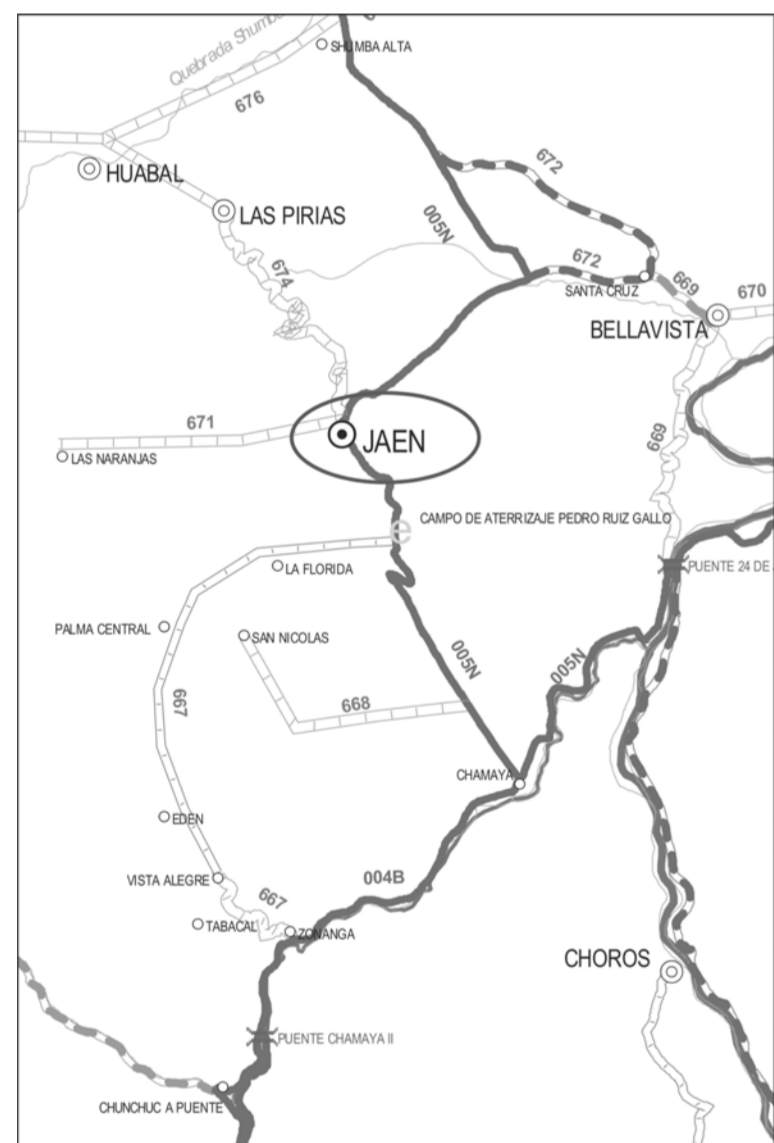 Quebrada Shumba
SHUMBA ALTA
676
HUABAL
672
LAS PIRIAS
005N
674
672
SANTA CRUZ
669
670
BELLAVISTA
671
JAEN
669
LAS NARANJAS
CAMPO DE ATERRIZAJE PEDRO RUIZ GALLO
e
LA FLORIDA
PUENTE 24 DE
PALMA CENTRAL
SAN NICOLAS
005N
005N
667
668
CHAMAYA
EDEN
VISTA ALEGRE
004B
667
TABACAL
ZONANGA
CHOROS
PUENTE CHAMAYA II
CHUNCHUC A PUENTE